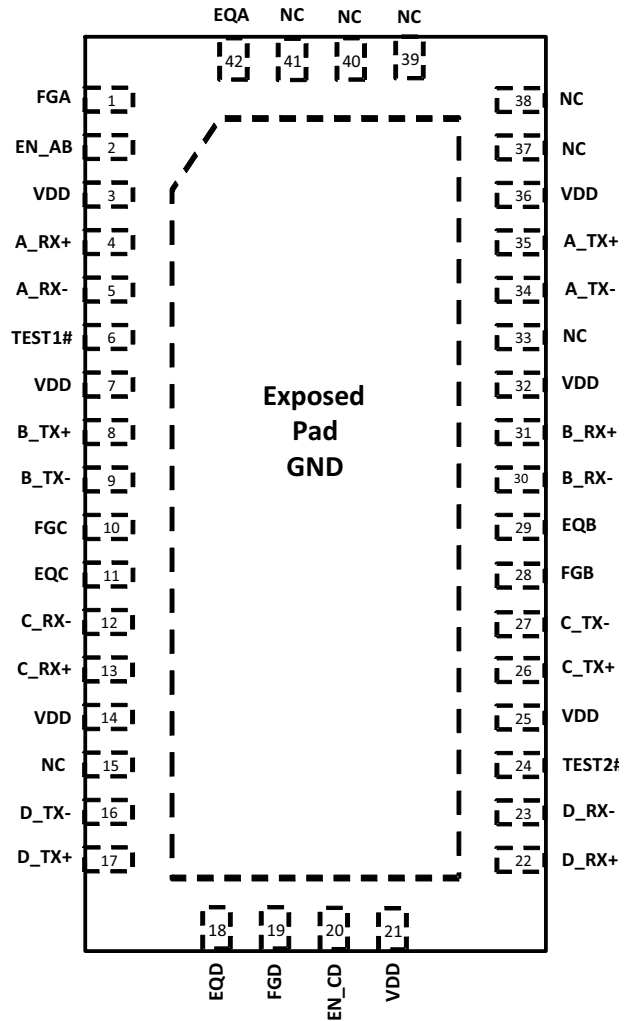 EQA NC NC NC
42 41 40 39
FGA 1 38 NC
EN_AB 2 37 NC
VDD 3 36 VDD
A_RX+ 4 35 A_TX+
A_RX- 5 34 A_TX-
TEST1# 6 33 NC
VDD 7 32 VDD
Exposed
Pad
GND
B_TX+ 8 31 B_RX+
B_TX- 9 30 B_RX-
FGC 10 29 EQB
EQC 11 28 FGB
C_RX- 12 27 C_TX-
C_RX+ 13 26 C_TX+
VDD 14 25 VDD
NC 15 24 TEST2#
D_TX- 16 23 D_RX-
D_TX+ 17 22 D_RX+
18 19 20 21
EQD FGD EN_CD VDD